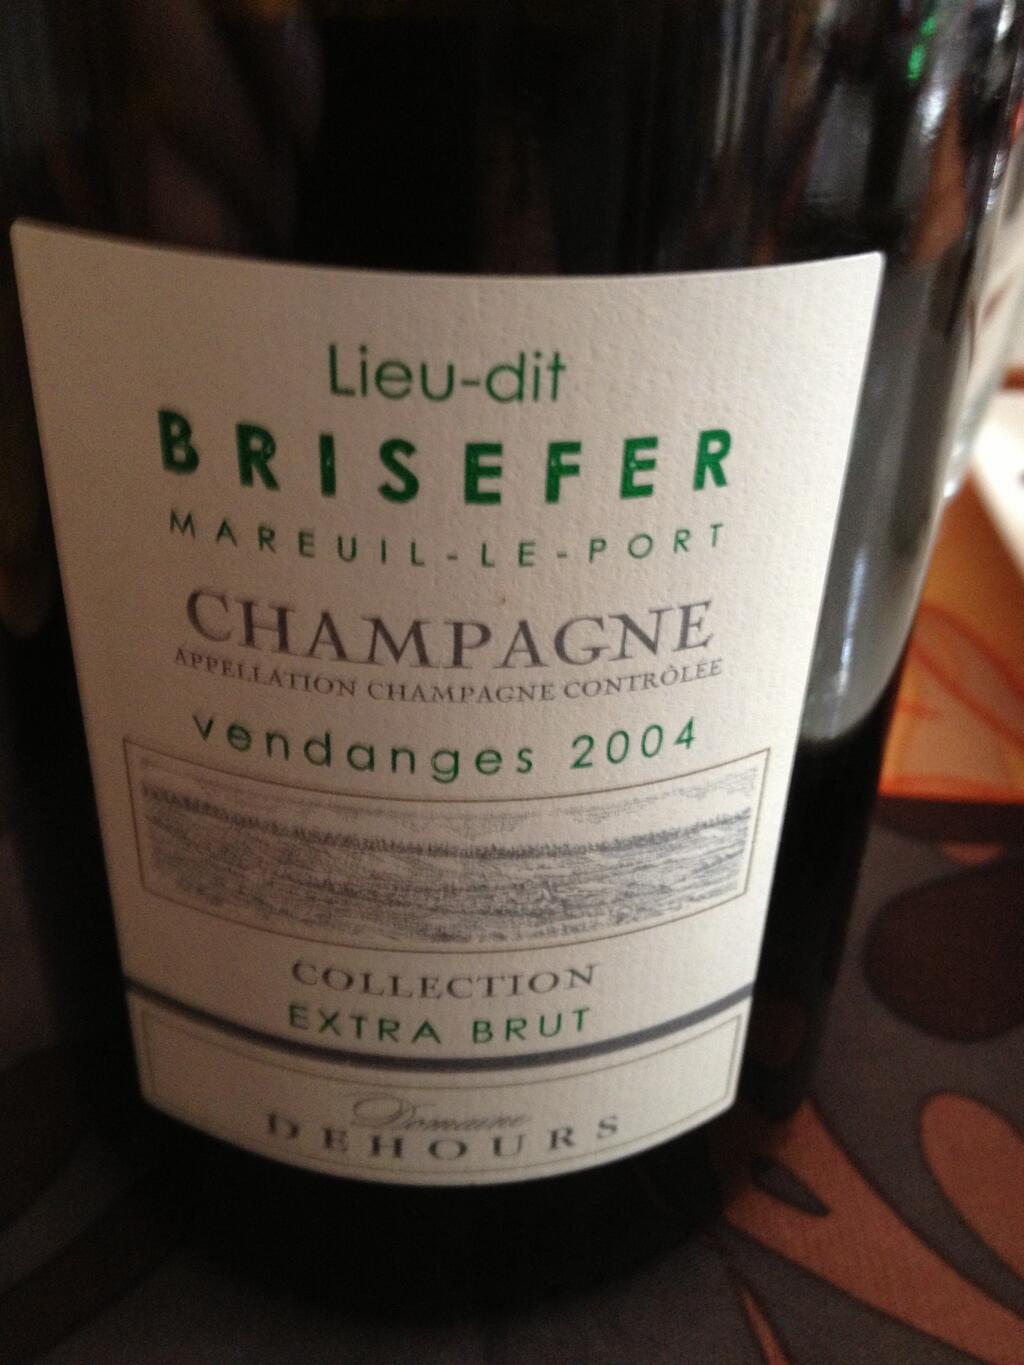 Lieu-dit
BRISEFER
MAREUIL-LE-PORT
CHAMPAGNE
APPELLATION CHAMPAGNE CONTRÔLÉE
vendanges 2004
COLLECTION
EXTRA BRUT
Domaine
DEHOURS